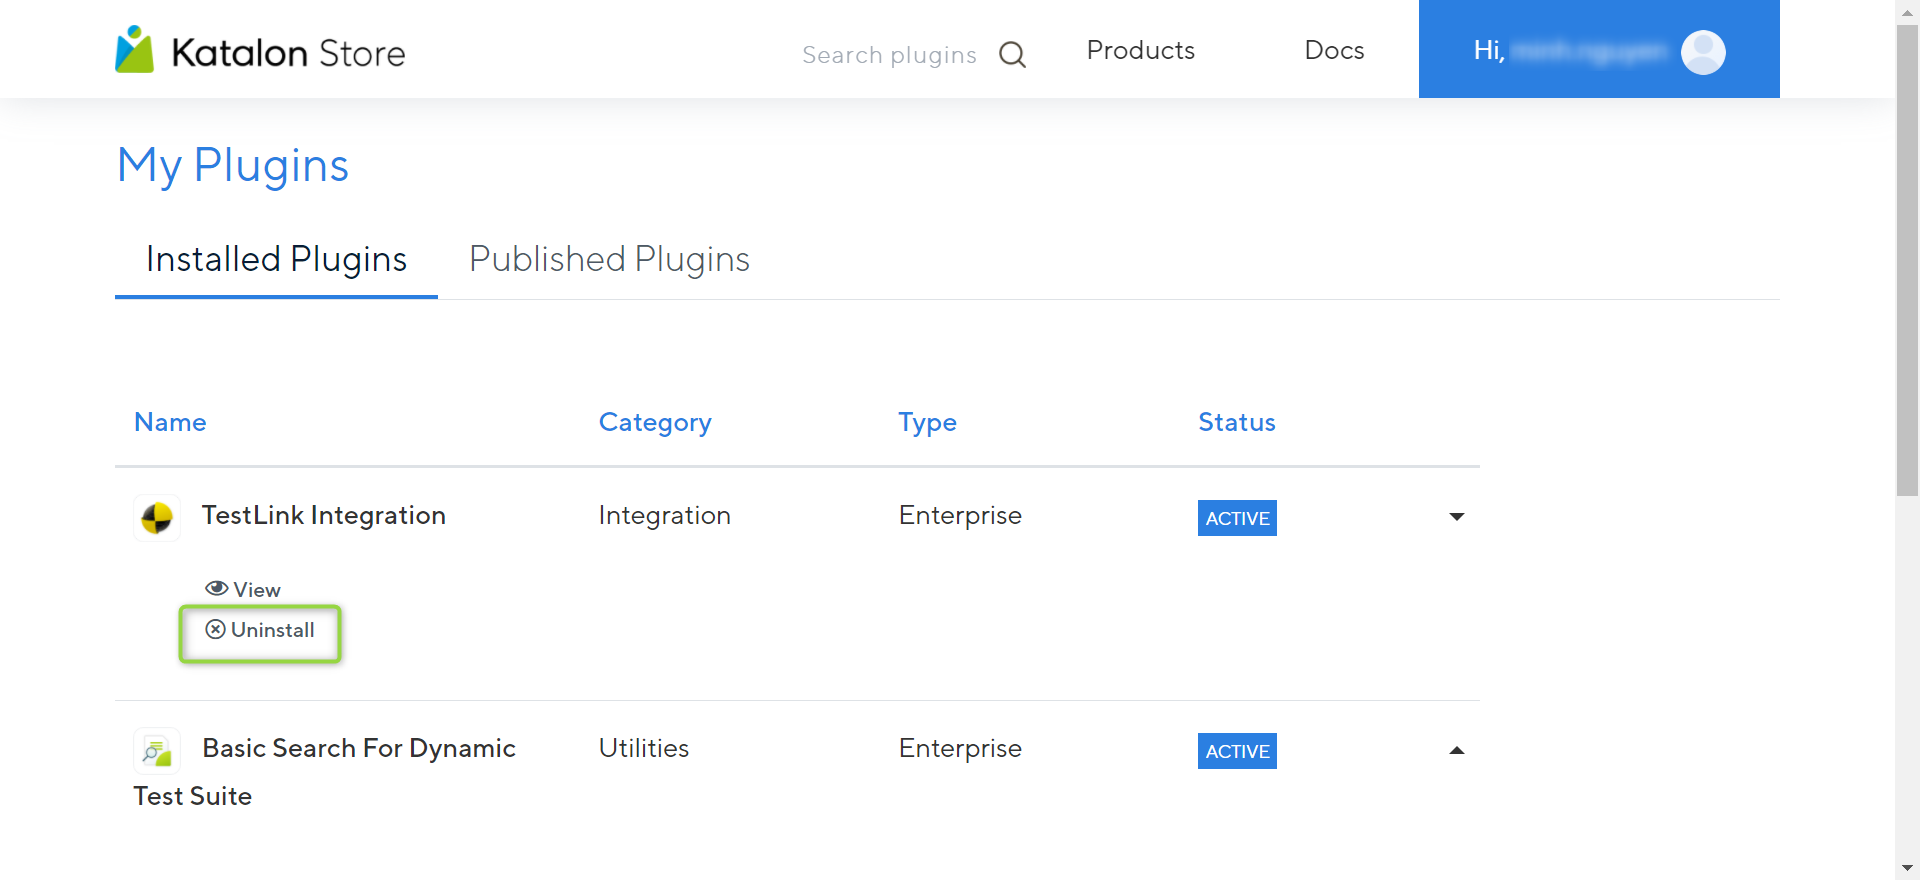 Katalon Store
Search plugins
Products
Docs
Hi,
My Plugins
Installed Plugins
Published Plugins
Name
Category
Type
Status
TestLink Integration
Integration
Enterprise
ACTIVE
View
Uninstall
Basic Search For Dynamic
Test Suite
Utilities
Enterprise
ACTIVE